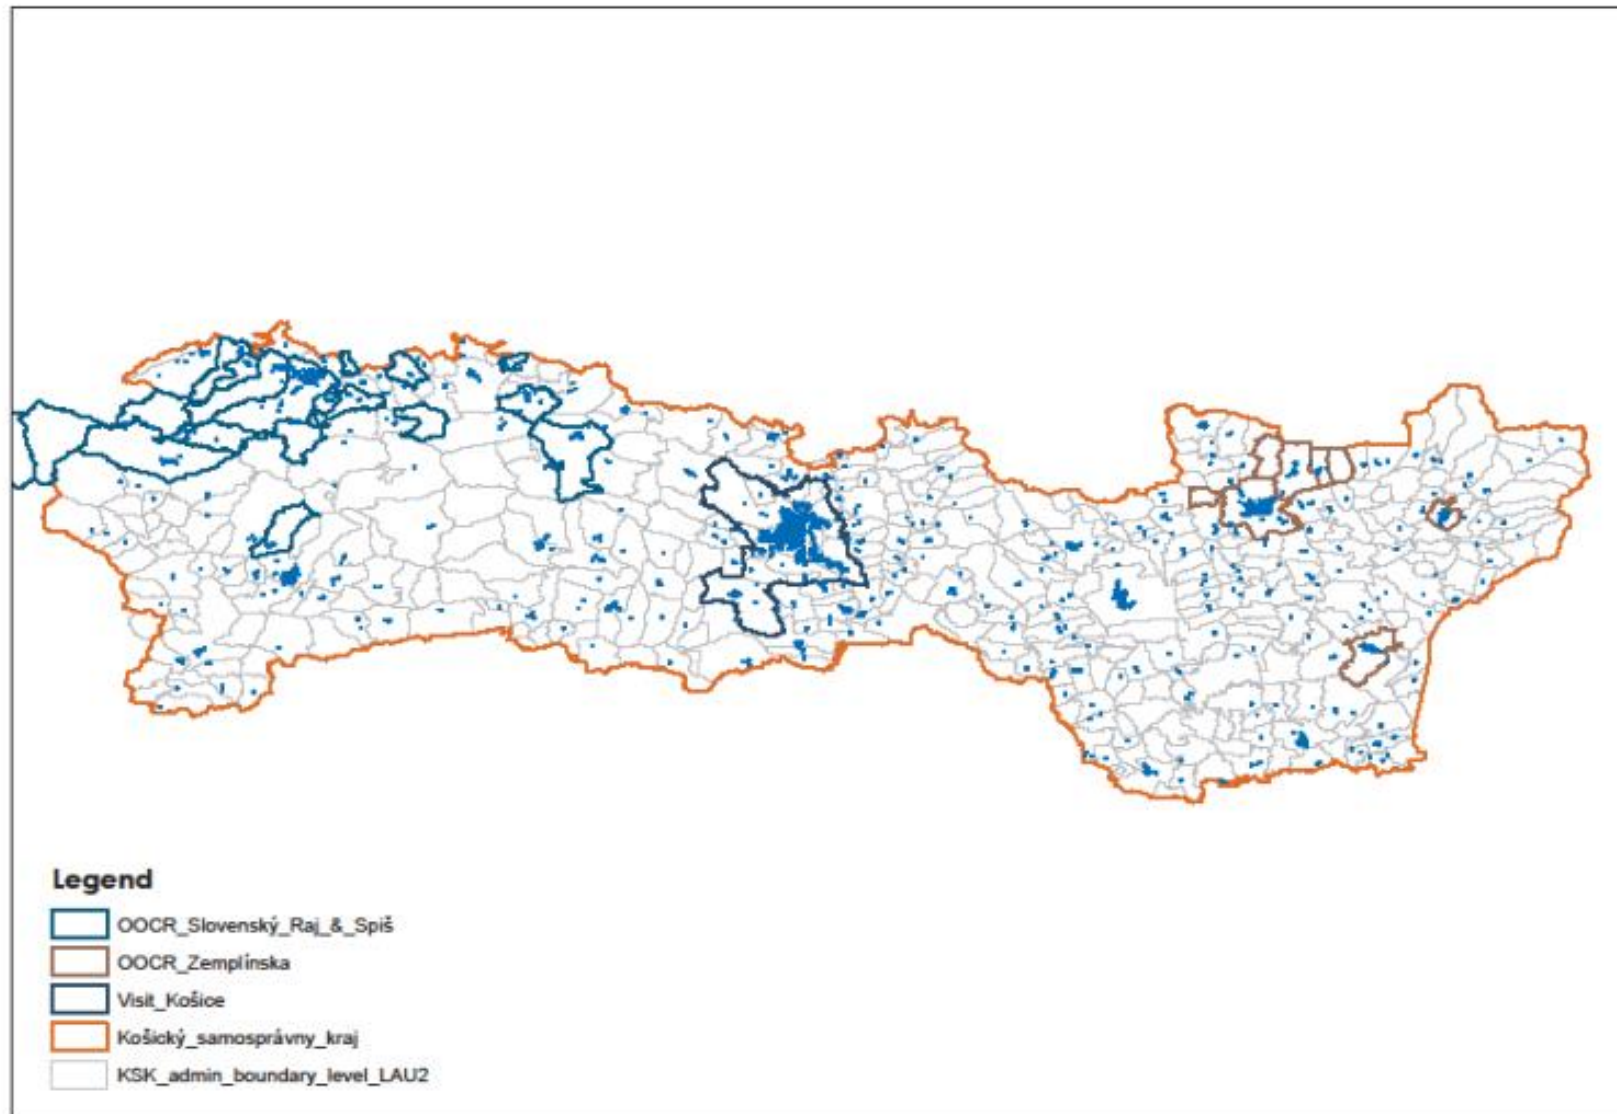 Legend
OOCR_Slovenský_Raj_&_Spiš
OOCR_Zemplínska
Visit_Košice
Košický_samosprávny_kraj
KSK_admin_boundary_level_LAU2